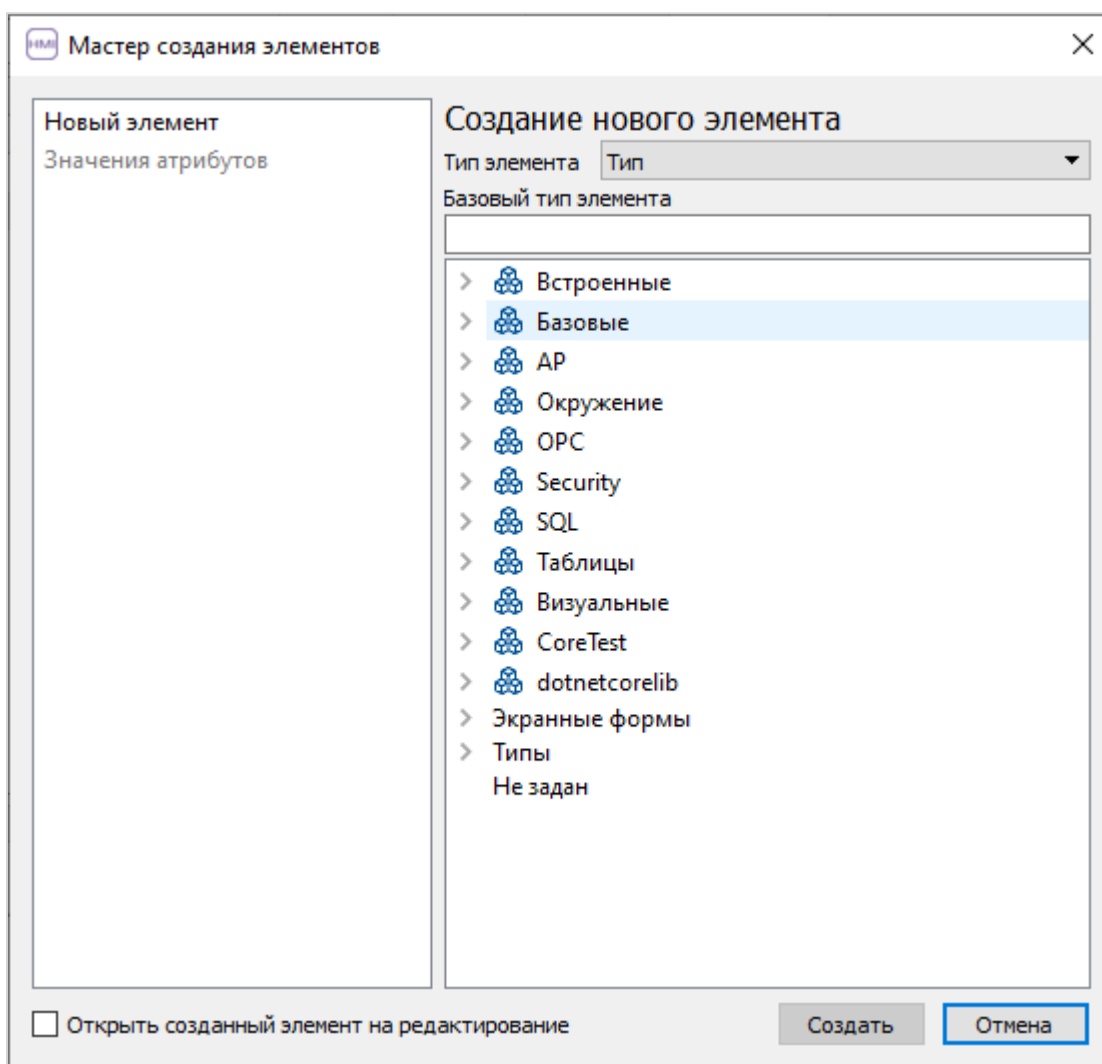 HMI Мастер создания элементов
Новый элемент
Значения атрибутов
Создание нового элемента
Тип элемента Тип
Базовый тип элемента
Встроенные
Базовые
AP
Окружение
OPC
Security
SQL
Таблицы
Визуальные
CoreTest
dotnetcorelib
Экранные формы
Типы
Не задан
Открыть созданный элемент на редактирование
Создать
Отмена